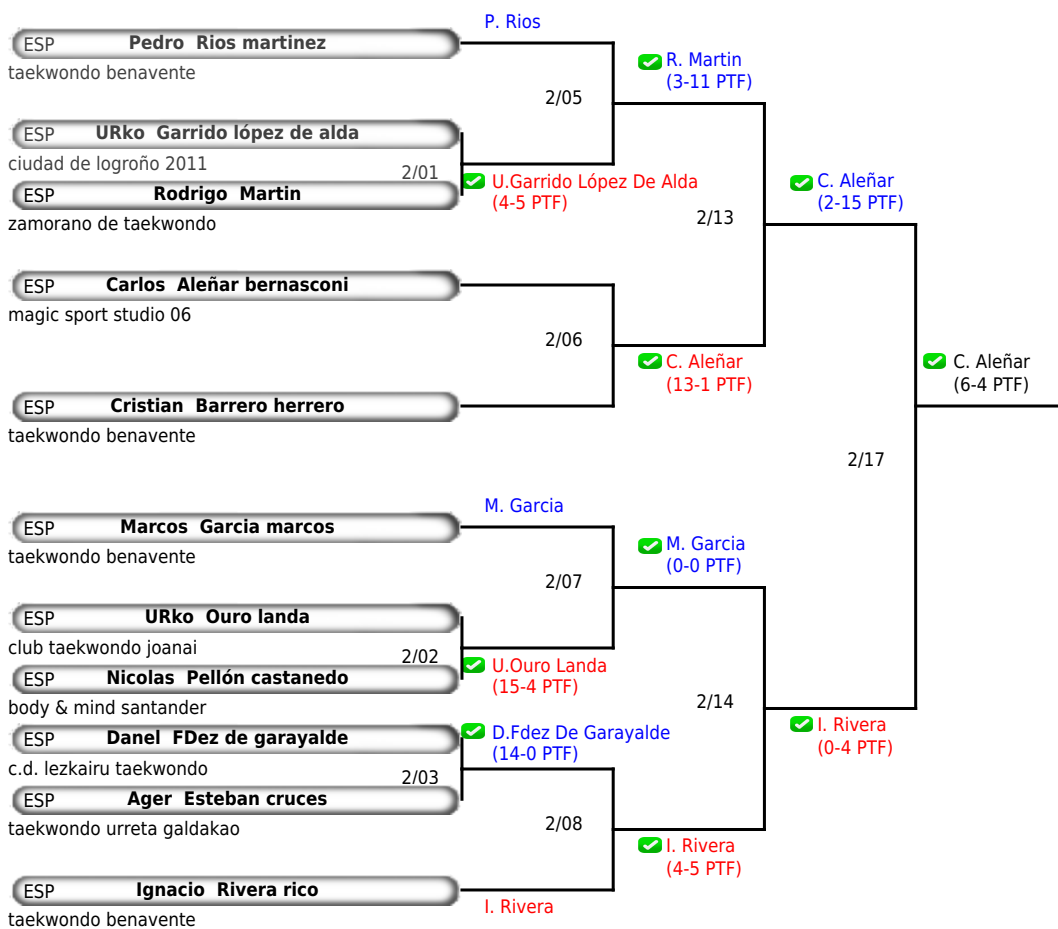 P. Rios
ESP Pedro Rios martinez
taekwondo benavente
R. Martin
(3-11 PTF)
2/05
ESP URko Garrido lópez de alda
ciudad de logroño 2011
2/01
U.Garrido López De Alda
(4-5 PTF)
ESP Rodrigo Martin
zamorano de taekwondo
C. Aleñar
(2-15 PTF)
2/13
ESP Carlos Aleñar bernasconi
magic sport studio 06
2/06
C. Aleñar
(13-1 PTF)
C. Aleñar
(6-4 PTF)
ESP Cristian Barrero herrero
taekwondo benavente
2/17
M. Garcia
ESP Marcos Garcia marcos
taekwondo benavente
M. Garcia
(0-0 PTF)
2/07
ESP URko Ouro landa
club taekwondo joanai
2/02
U.Ouro Landa
(15-4 PTF)
ESP Nicolas Pellón castanedo
body & mind santander
2/14
I. Rivera
(0-4 PTF)
ESP Danel FDez de garayalde
D.Fdez De Garayalde
(14-0 PTF)
c.d. lezkairu taekwondo
2/03
ESP Ager Esteban cruces
taekwondo urreta galdakao
2/08
I. Rivera
(4-5 PTF)
ESP Ignacio Rivera rico
I. Rivera
taekwondo benavente